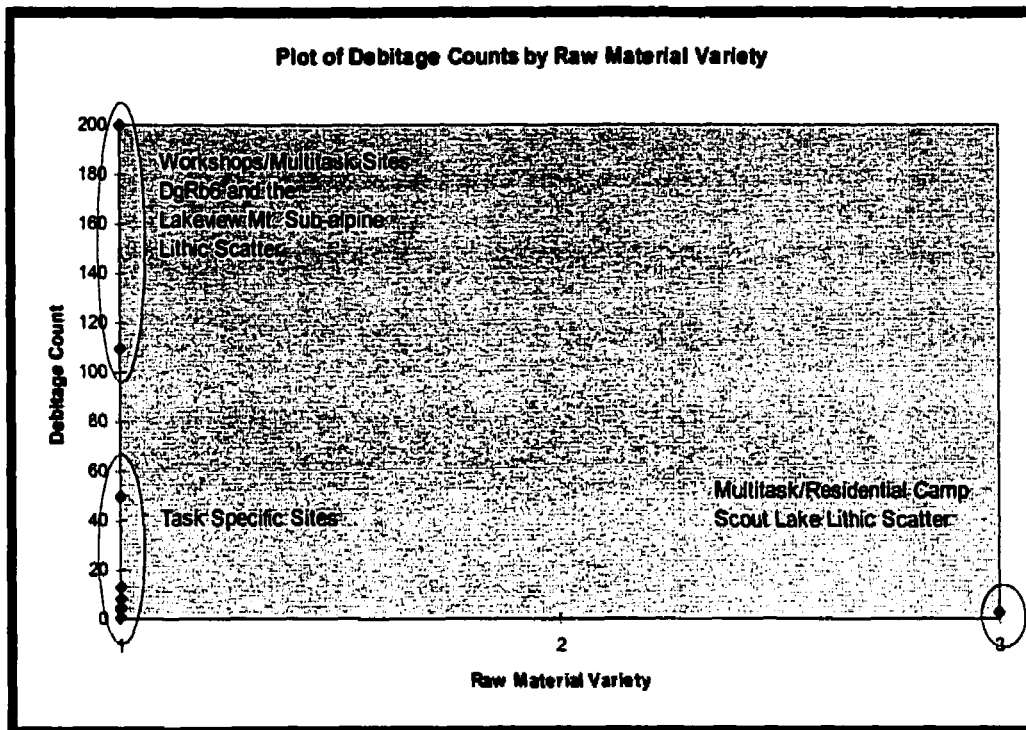 Plot of Debitage Counts by Raw Material Variety
200
180
160
140
120
100
80
60
40
20
0
Debitage Count
Workshops/Multitask Sites
DgRb6 and the
Lakeview Mt. Sub-alpine
Lithic Scatter
Task Specific Sites
Multitask/Residential Camp
Scout Lake Lithic Scatter
1
2
3
Raw Material Variety